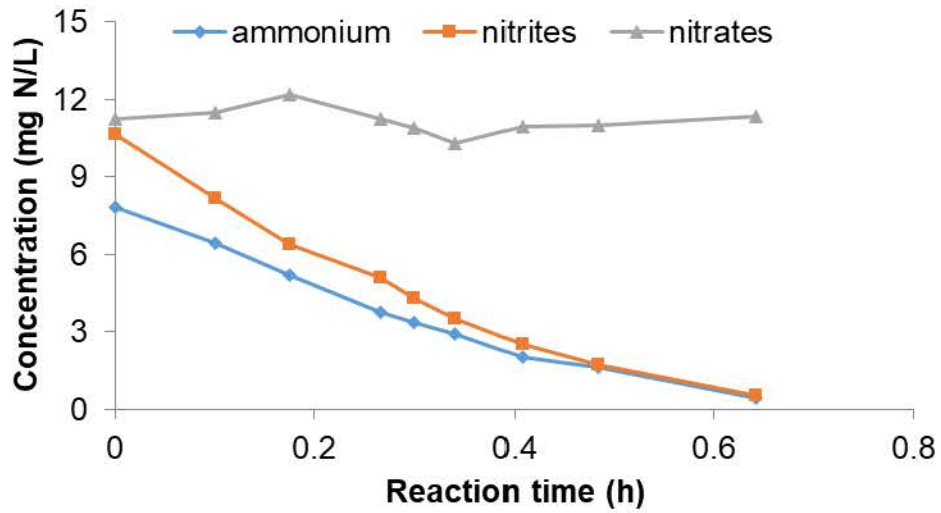 15
ammonium nitrites nitrates
12
9
6
3
0
Concentration (mg N/L)
0 0.2 0.4 0.6 0.8
Reaction time (h)